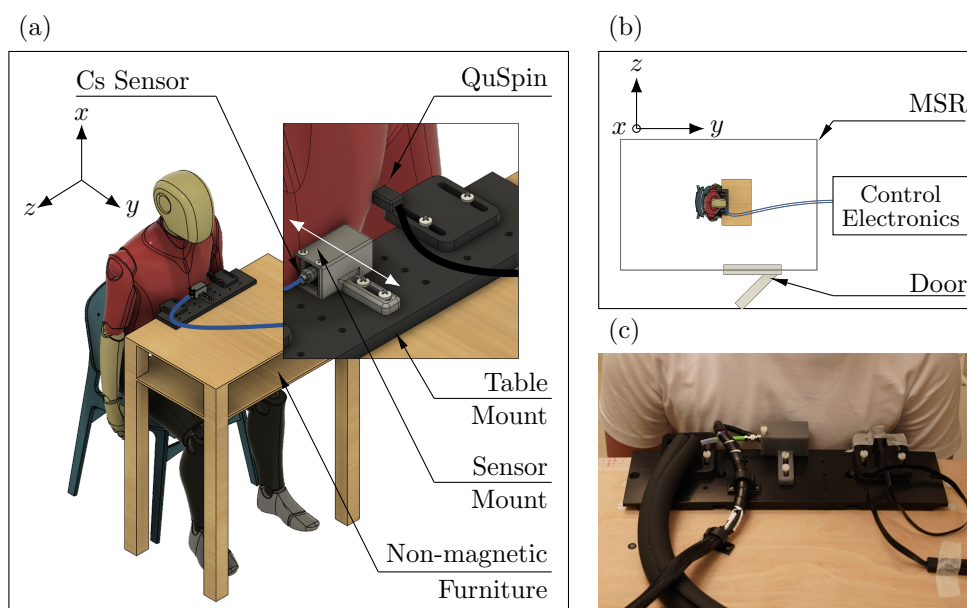 (a)
Cs Sensor
QuSpin
x
z
y
Table
Mount
Sensor
Mount
Non-magnetic
Furniture
(b)
z
x
y
MSR
Control
Electronics
Door
(c)